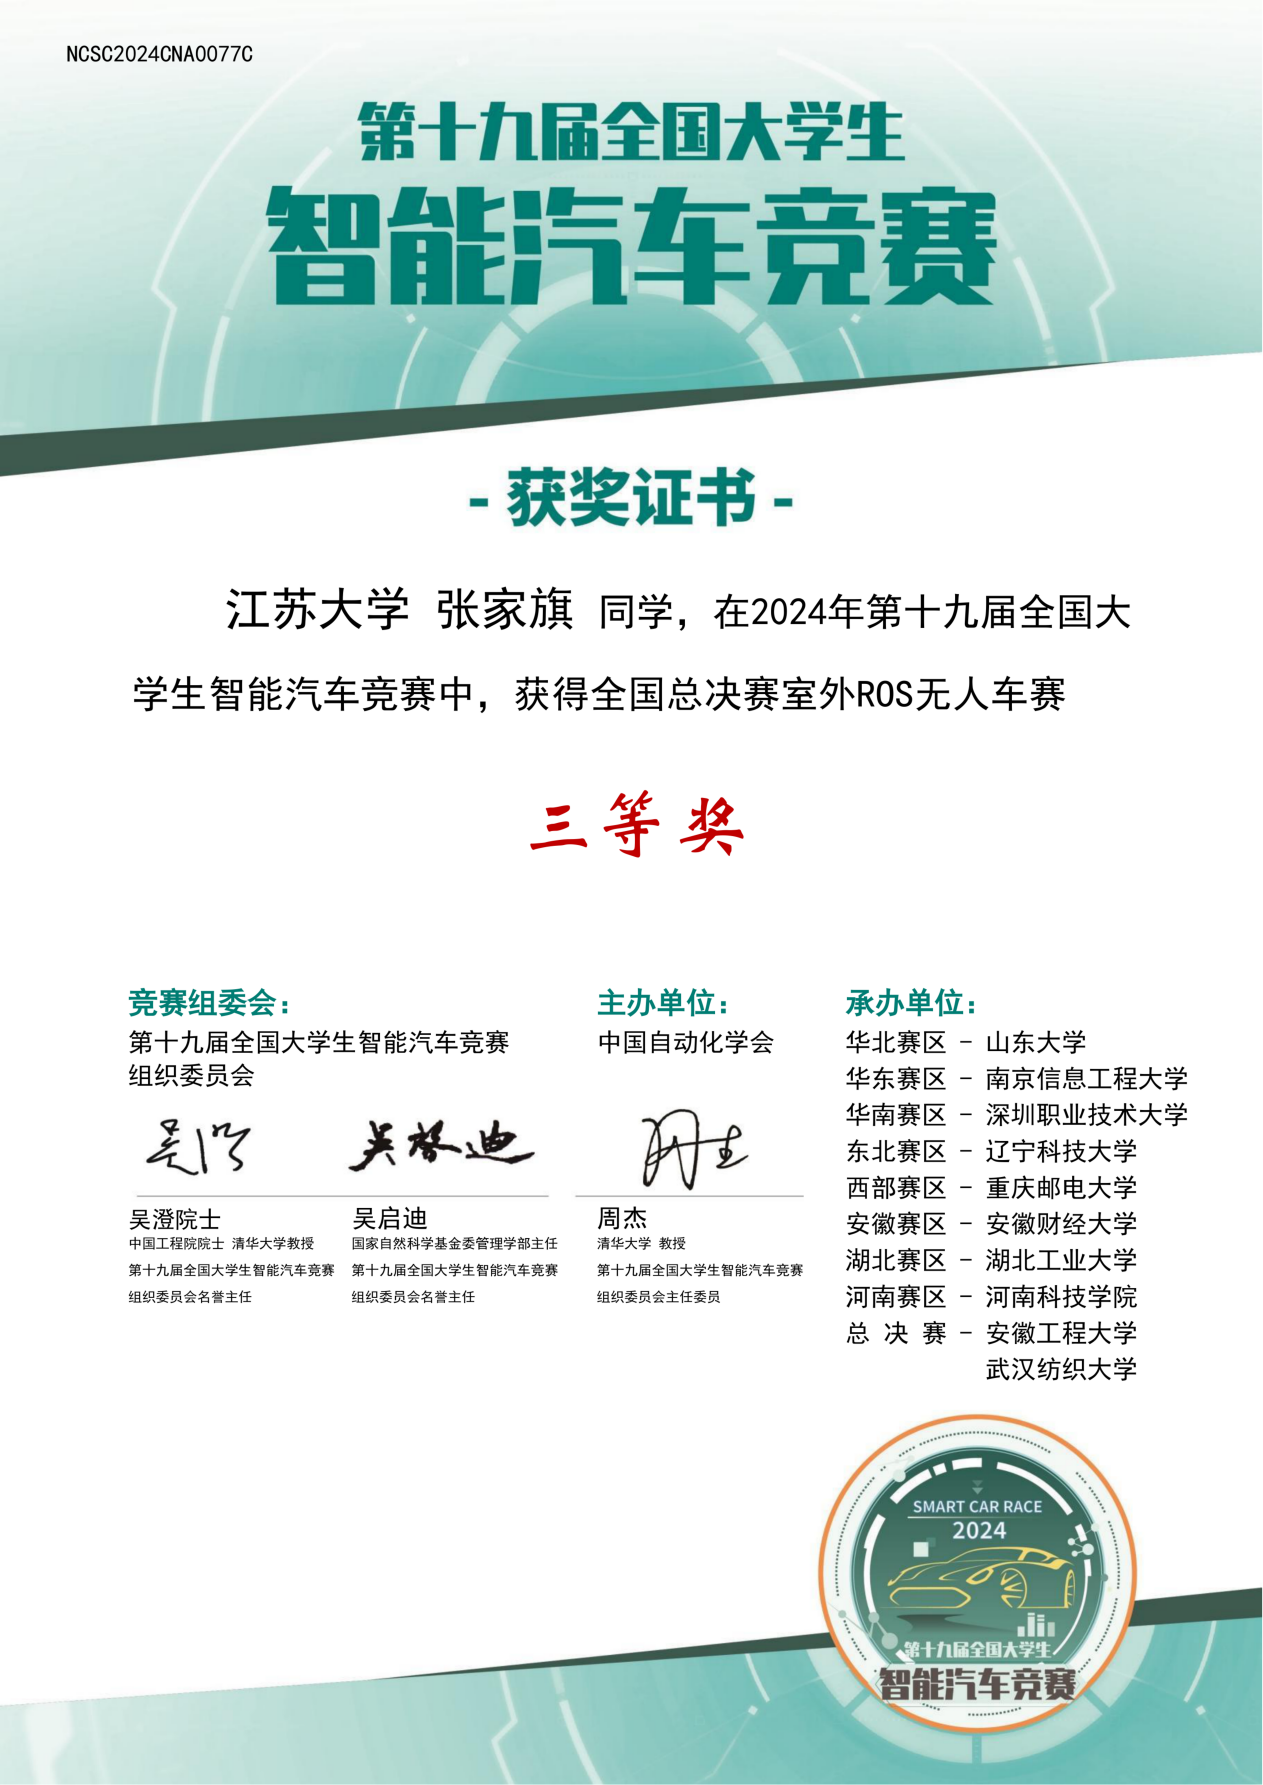 NCSC2024CNA0077C
第十九届全国大学生
智能汽车竞赛
- 获奖证书 -
江苏大学 张家旗 同学，在2024年第十九届全国大
学生智能汽车竞赛中，获得全国总决赛室外ROS无人车赛
三等奖
竞赛组委会：
第十九届全国大学生智能汽车竞赛
组织委员会
吴澄
吴启迪
吴澄院士
中国工程院院士 清华大学教授
第十九届全国大学生智能汽车竞赛
组织委员会名誉主任
吴启迪
国家自然科学基金委管理学部主任
第十九届全国大学生智能汽车竞赛
组织委员会名誉主任
主办单位：
中国自动化学会
周杰
清华大学 教授
第十九届全国大学生智能汽车竞赛
组织委员会主任委员
承办单位：
华北赛区 - 山东大学
华东赛区 - 南京信息工程大学
华南赛区 - 深圳职业技术大学
东北赛区 - 辽宁科技大学
西部赛区 - 重庆邮电大学
安徽赛区 - 安徽财经大学
湖北赛区 - 湖北工业大学
河南赛区 - 河南科技学院
总 决 赛 - 安徽工程大学
武汉纺织大学
SMART CAR RACE
2024
第十九届全国大学生
智能汽车竞赛